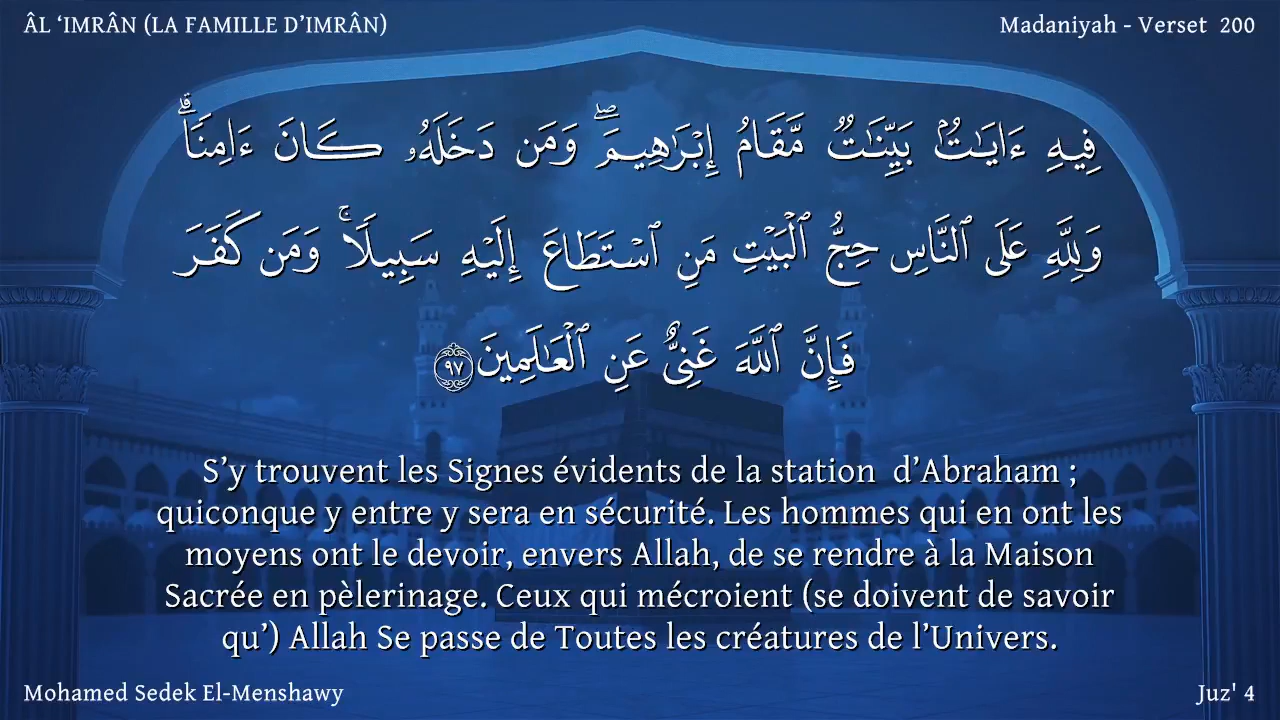 ÂL ‘IMRÂN (LA FAMILLE D’IMRÂN)
Madaniyah - Verset  200
فِيهِ ءَايَـٰتُۢ بَيِّنَـٰتٌ مَّقَامُ إِبْرَٰهِيمَ ۖ وَمَن دَخَلَهُۥ كَانَ ءَامِنًا ۗ
وَلِلَّهِ عَلَى ٱلنَّاسِ حِجُّ ٱلْبَيْتِ مَنِ ٱسْتَطَاعَ إِلَيْهِ سَبِيلًا ۚ وَمَن كَفَرَ
فَإِنَّ ٱللَّهَ غَنِىٌّ عَنِ ٱلْعَـٰلَمِينَ ٩٧
S’y trouvent les Signes évidents de la station  d’Abraham ;
quiconque y entre y sera en sécurité. Les hommes qui en ont les
moyens ont le devoir, envers Allah, de se rendre à la Maison
Sacrée en pèlerinage. Ceux qui mécroient (se doivent de savoir
qu’) Allah Se passe de Toutes les créatures de l’Univers.
Mohamed Sedek El-Menshawy
Juz' 4